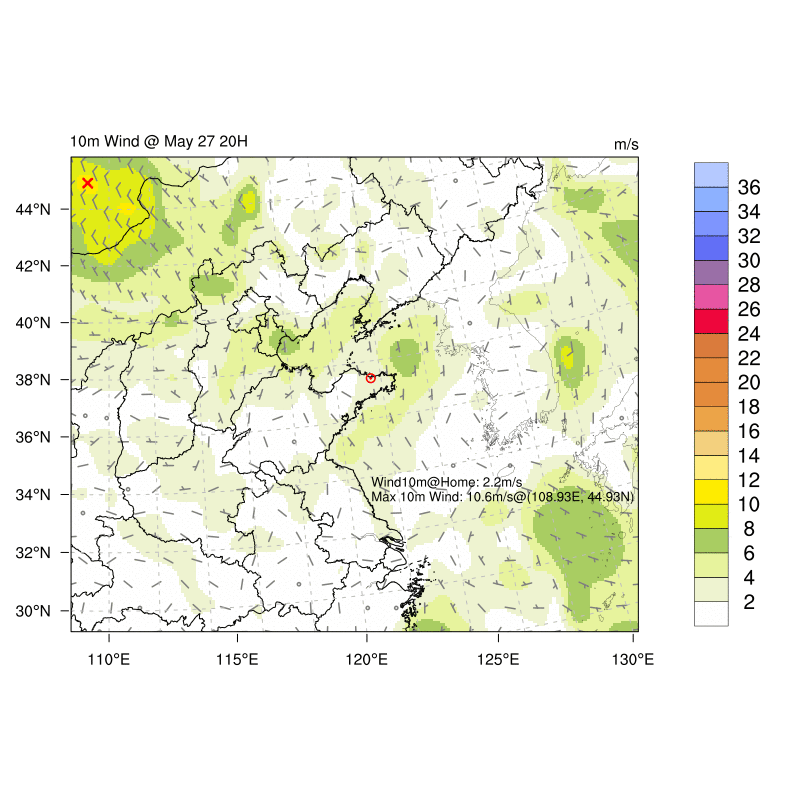 10m Wind @ May 27 20H
m/s
44°N
42°N
40°N
38°N
36°N
34°N
32°N
30°N
110°E
115°E
120°E
125°E
130°E
Wind10m@Home: 2.2m/s
Max 10m Wind: 10.6m/s@(108.93E, 44.93N)
36
34
32
30
28
26
24
22
20
18
16
14
12
10
8
6
4
2